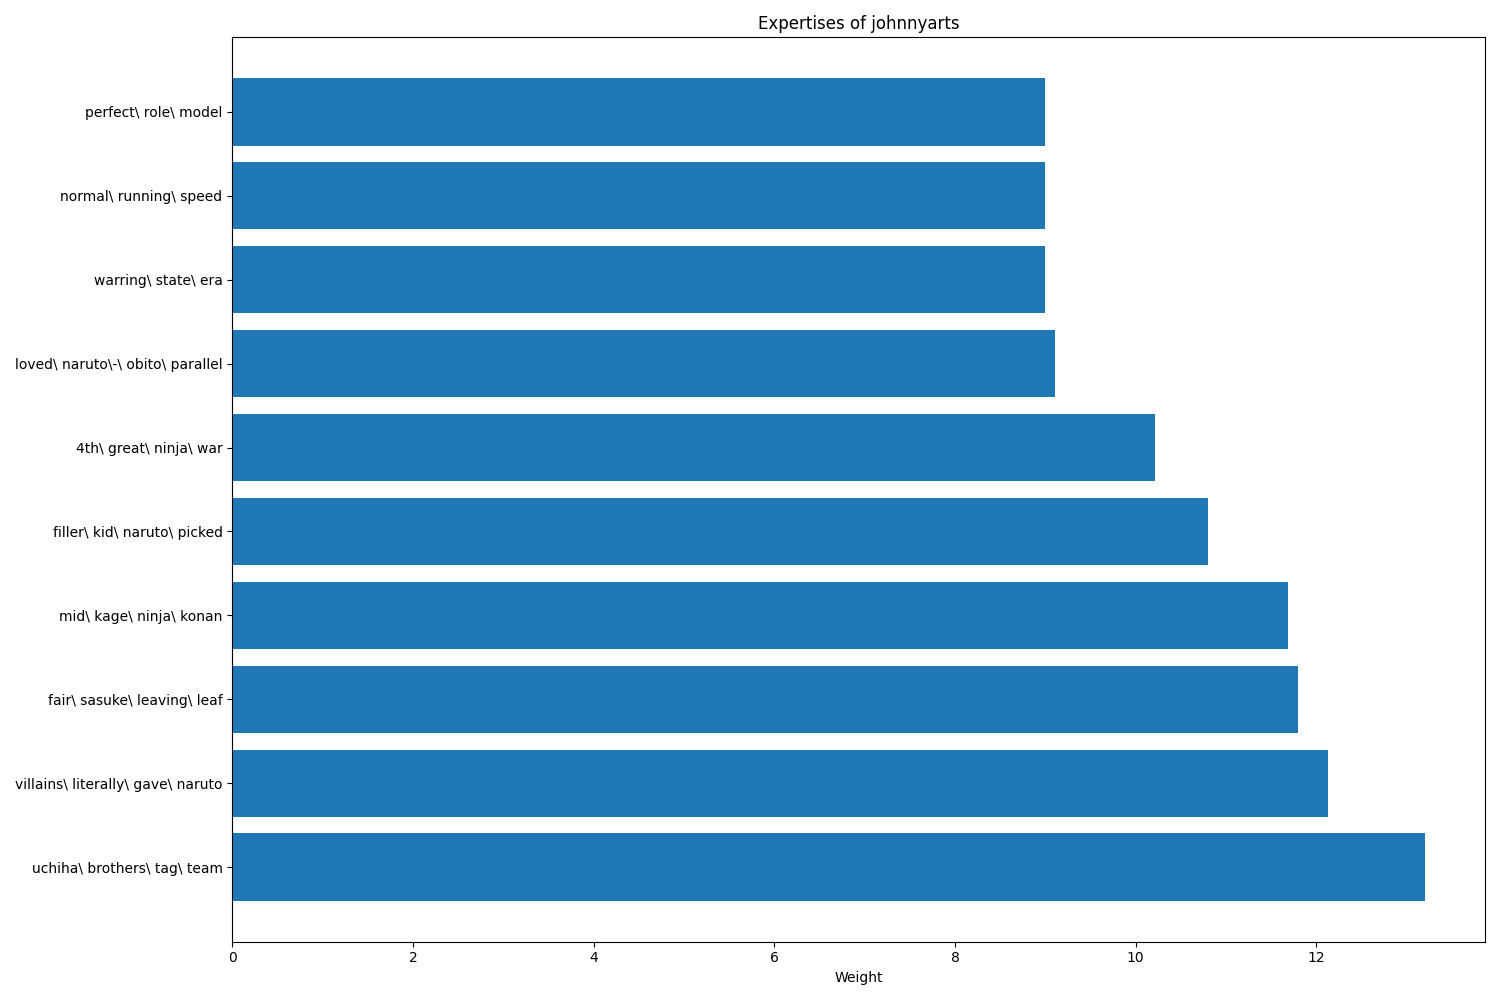 Expertises of johnnyarts
perfect\ role\ model
normal\ running\ speed
warring\ state\ era
loved\ naruto\-\ obito\ parallel
4th\ great\ ninja\ war
filler\ kid\ naruto\ picked
mid\ kage\ ninja\ konan
fair\ sasuke\ leaving\ leaf
villains\ literally\ gave\ naruto
uchiha\ brothers\ tag\ team
0 2 4 6 8 10 12
Weight